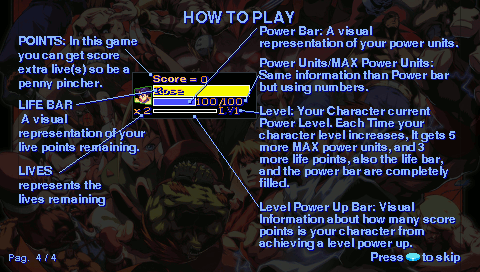 HOW TO PLAY
POINTS: In this game
you can get score
extra live(s) so be a
penny pincher.
LIFE BAR
A visual
representation of your
live points remaining.
LIVES
represents the
lives remaining
Score = 0
Rose
100/100
x 2
LV1
Power Bar: A visual
representation of your power units.
Power Units/MAX Power Units:
Same information than Power bar
but using numbers.
Level: Your Character current
Power Level. Each Time your
character level increases, It gets 5
more MAX power units, and 3
more life points, also the life bar,
and the power bar are completely
filled.
Level Power Up Bar: Visual
Information about how many score
points is your character from
achieving a level power up.
Pag. 4 / 4
Press to skip